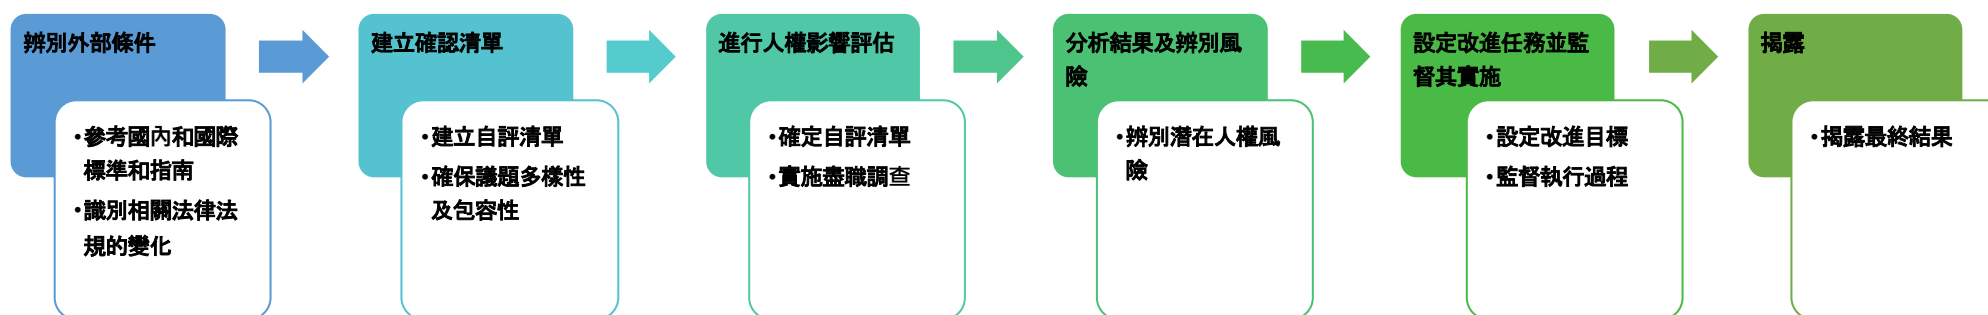 辨別外部條件
•參考國內和國際
標準和指南
•識別相關法律法
規的變化
建立確認清單
•建立自評清單
•確保議題多樣性
及包容性
進行人權影響評估
•確定自評清單
•實施盡職調查
分析結果及辨別風
險
•辨別潛在人權風
險
設定改進任務並監
督其實施
•設定改進目標
•監督執行過程
揭露
•揭露最終結果